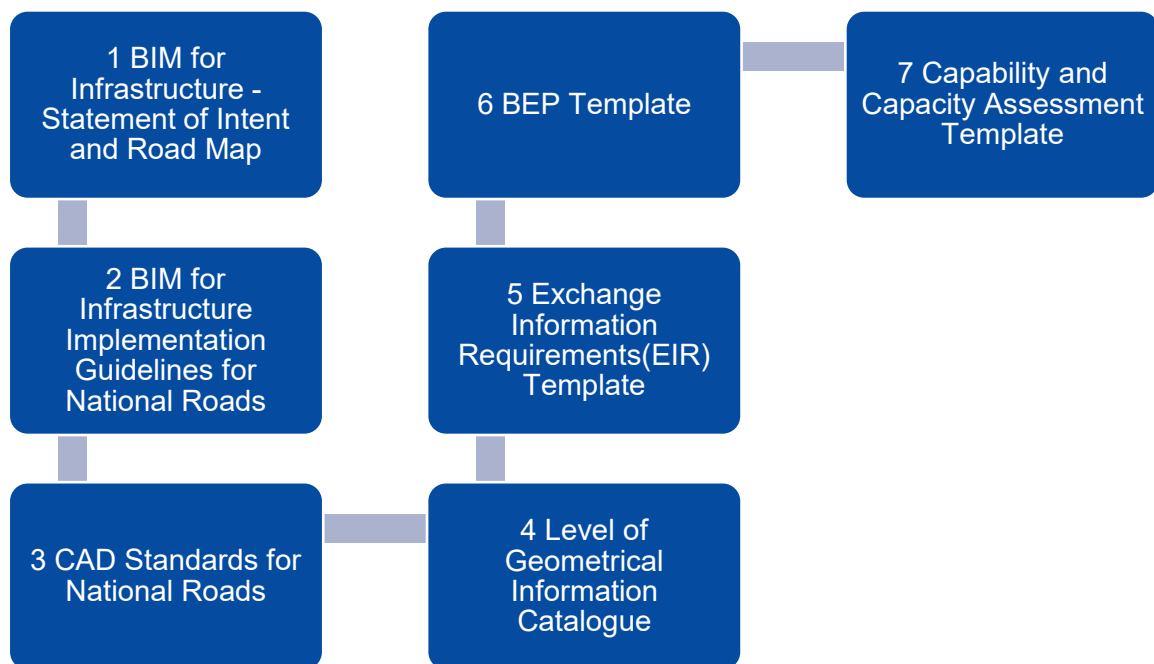 1 BIM for
Infrastructure -
Statement of Intent
and Road Map
2 BIM for
Infrastructure
Implementation
Guidelines for
National Roads
3 CAD Standards for
National Roads
4 Level of
Geometrical
Information
Catalogue
5 Exchange
Information
Requirements(EIR)
Template
6 BEP Template
7 Capability and
Capacity Assessment
Template